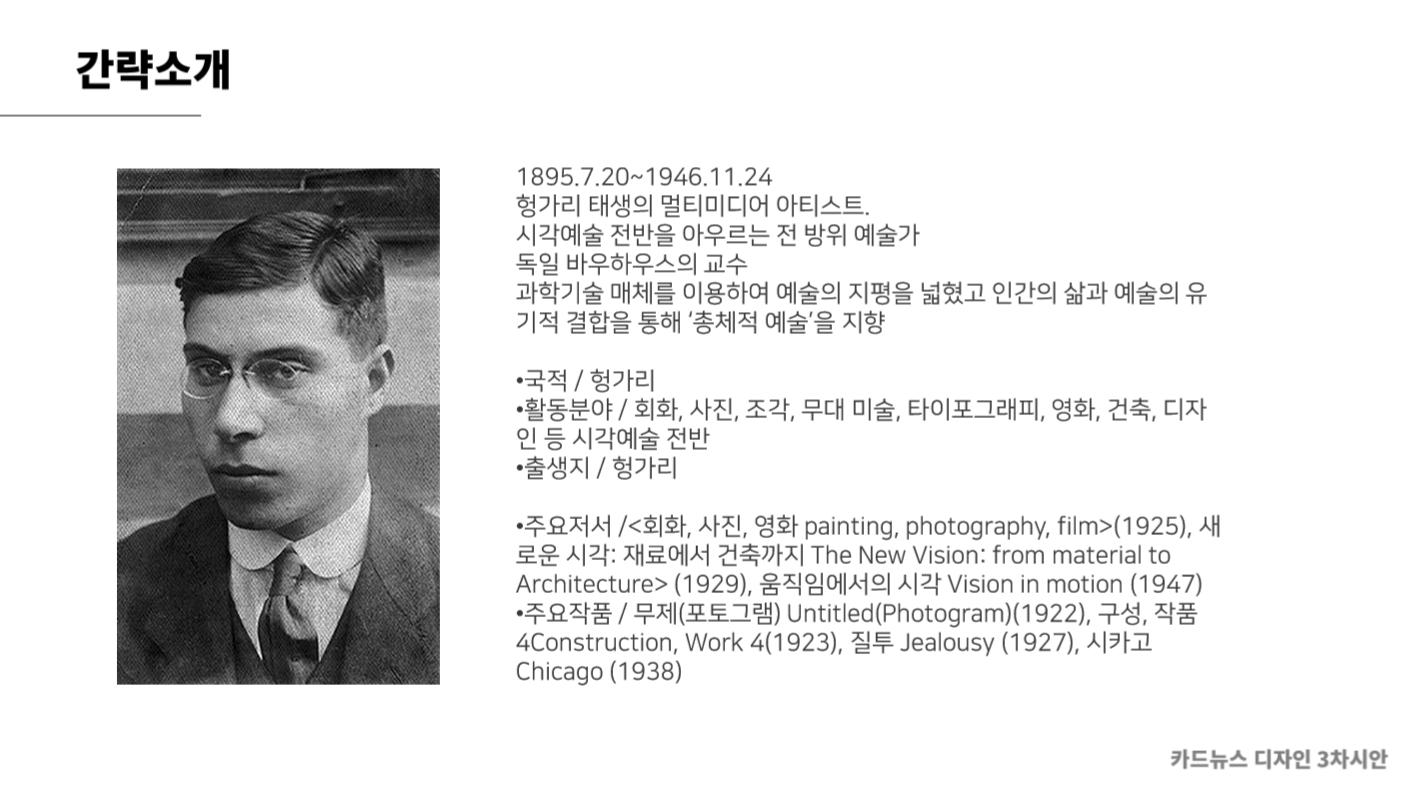 간략소개
1895.7.20~1946.11.24
헝가리 태생의 멀티미디어 아티스트.
시각예술 전반을 아우르는 전 방위 예술가
독일 바우하우스의 교수
과학기술 매체를 이용하여 예술의 지평을 넓혔고 인간의 삶과 예술의 유
기적 결합을 통해 ‘총체적 예술’을 지향
•국적 / 헝가리
•활동분야 / 회화, 사진, 조각, 무대 미술, 타이포그래피, 영화, 건축, 디자
인 등 시각예술 전반
•출생지 / 헝가리
•주요저서 /<회화, 사진, 영화 painting, photography, film>(1925), 새
로운 시각: 재료에서 건축까지 The New Vision: from material to
Architecture> (1929), 움직임에서의 시각 Vision in motion (1947)
•주요작품 / 무제(포토그램) Untitled(Photogram)(1922), 구성, 작품
4Construction, Work 4(1923), 질투 Jealousy (1927), 시카고
Chicago (1938)
카드뉴스 디자인 3차시안